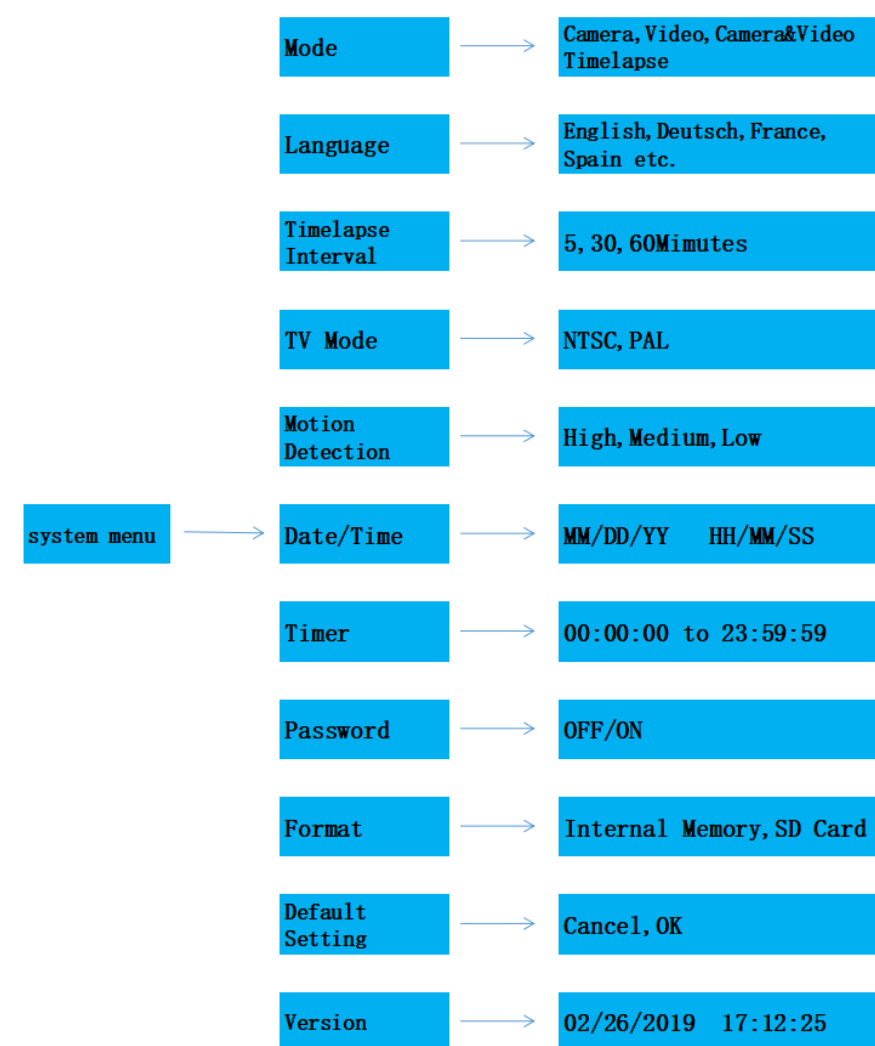 Mode
Camera,Video,Camera&Video
Timelapse
Language
English,Deutsch,France,
Spain etc.
Timelapse
Interval
5,30,60Mimutes
TV Mode
NTSC,PAL
Motion
Detection
High,Medium,Low
system menu
Date/Time
MM/DD/YY   HH/MM/SS
Timer
00:00:00 to 23:59:59
Password
OFF/ON
Format
Internal Memory,SD Card
Default
Setting
Cancel,OK
Version
02/26/2019  17:12:25